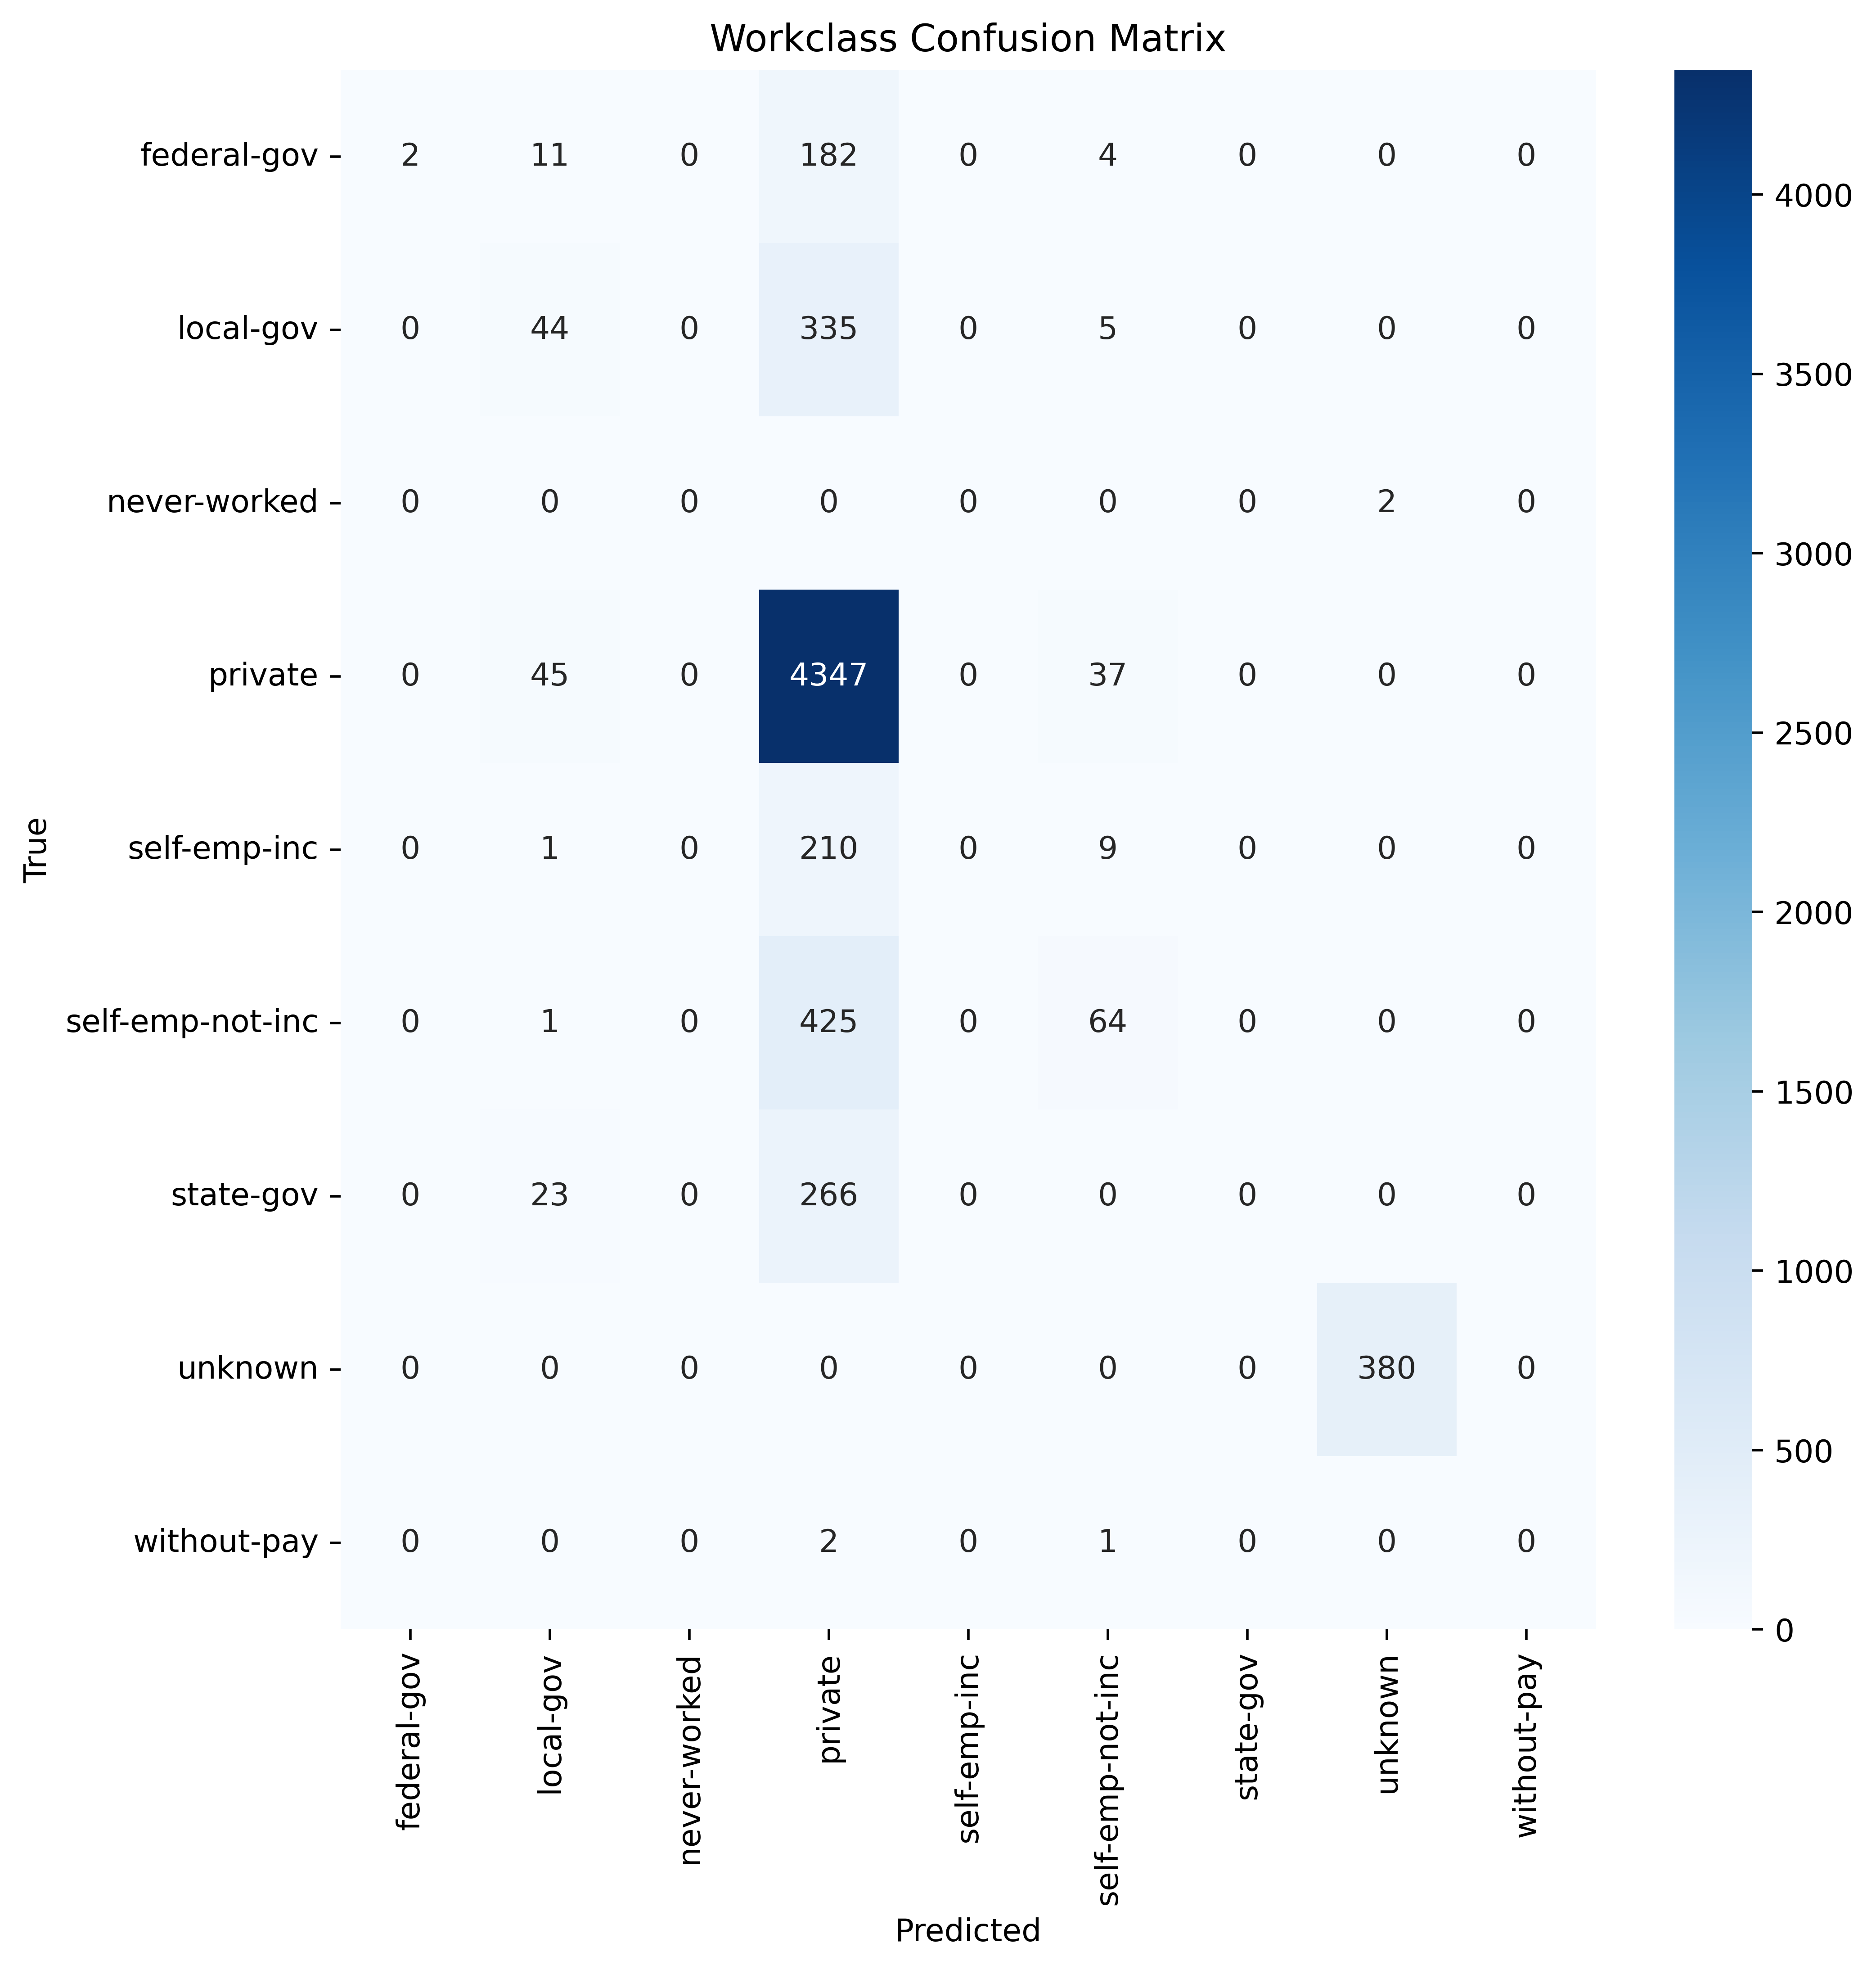 Workclass Confusion Matrix
federal-gov 2 11 0 182 0 4 0 0 0
local-gov 0 44 0 335 0 5 0 0 0
never-worked 0 0 0 0 0 0 0 2 0
private 0 45 0 4347 0 37 0 0 0
self-emp-inc 0 1 0 210 0 9 0 0 0
self-emp-not-inc 0 1 0 425 0 64 0 0 0
state-gov 0 23 0 266 0 0 0 0 0
unknown 0 0 0 0 0 0 0 380 0
without-pay 0 0 0 2 0 1 0 0 0
True
federal-gov
local-gov
never-worked
private
self-emp-inc
self-emp-not-inc
state-gov
unknown
without-pay
Predicted
4000
3500
3000
2500
2000
1500
1000
500
0